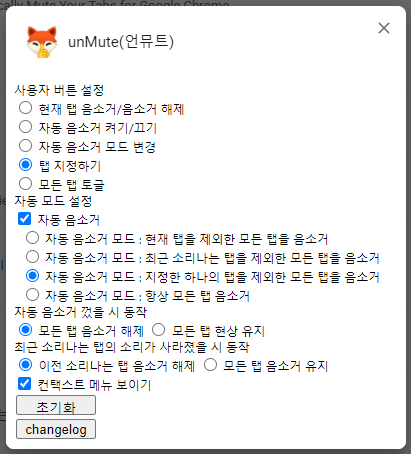 cally Mute Your Tabs for Google Chrome
unMute(언뮤트)
사용자 버튼 설정
현재 탭 음소거/음소거 해제
자동 음소거 켜기/끄기
자동 음소거 모드 변경
탭 지정하기
모든 탭 토글
자동 모드 설정
자동 음소거
자동 음소거 모드 : 현재 탭을 제외한 모든 탭을 음소거
자동 음소거 모드 : 최근 소리나는 탭을 제외한 모든 탭을 음소거
자동 음소거 모드 : 지정한 하나의 탭을 제외한 모든 탭을 음소거
자동 음소거 모드 : 항상 모든 탭 음소거
자동 음소거 껐을 시 동작
모든 탭 음소거 해제 모든 탭 현상 유지
최근 소리나는 탭의 소리가 사라졌을 시 동작
이전 소리나는 탭 음소거 해제 모든 탭 음소거 유지
컨택스트 메뉴 보이기
초기화
changelog